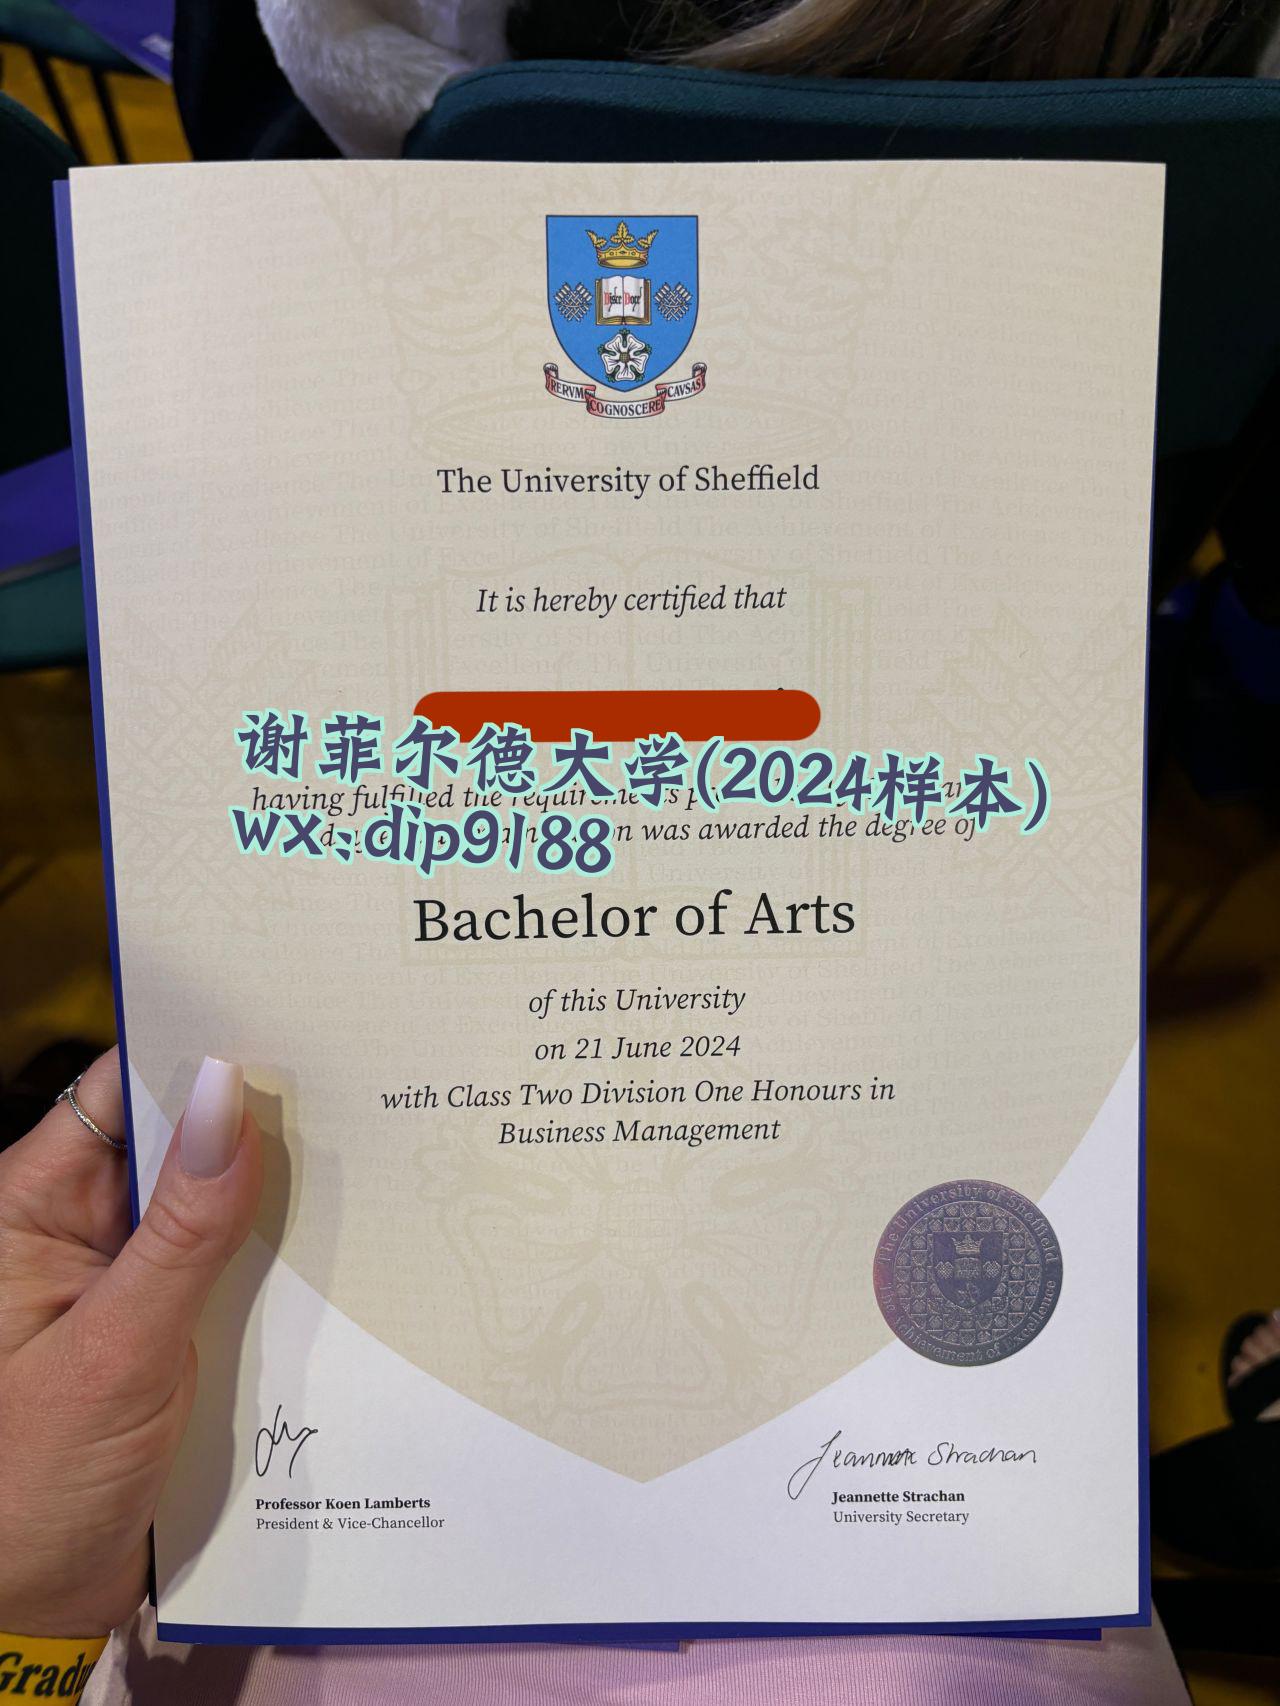 Disce Doce
RERVM COGNOSCERE CAVSAS
The University of Sheffield
It is hereby certified that
谢菲尔德大学(2024样本)
having fulfilled the requirements
wx:dip9188
was awarded the degree of
Bachelor of Arts
of this University
on 21 June 2024
with Class Two Division One Honours in
Business Management
The University of Sheffield
The Achievement of Excellence
Jeannette Strachan
Professor Koen Lamberts
President & Vice-Chancellor
Jeannette Strachan
University Secretary
Gradu